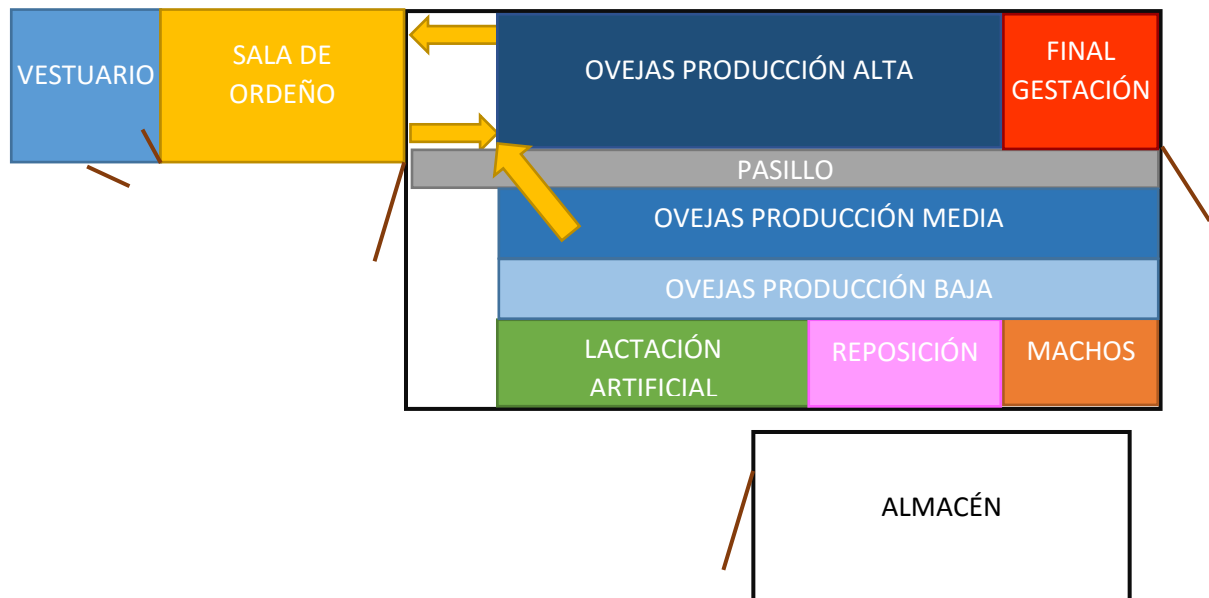 VESTUARIO
SALA DE
ORDEÑO
OVEJAS PRODUCCIÓN ALTA
FINAL
GESTACIÓN
PASILLO
OVEJAS PRODUCCIÓN MEDIA
OVEJAS PRODUCCIÓN BAJA
LACTACIÓN
ARTIFICIAL
REPOSICIÓN
MACHOS
ALMACÉN